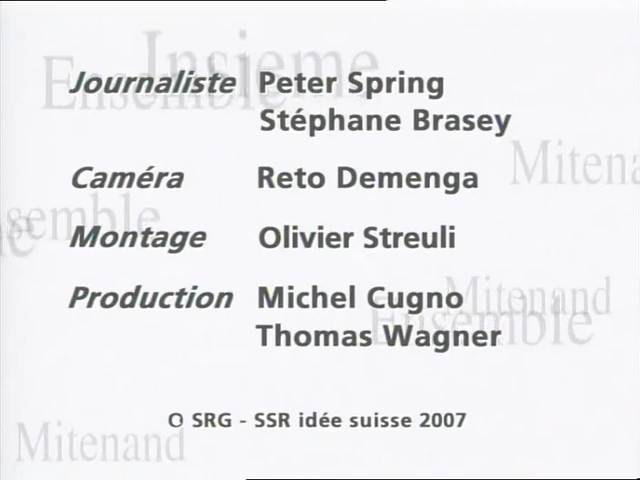 Insieme
Ensemble
Journaliste Peter Spring
Stéphane Brasey
Mitena
Caméra Reto Demenga
semble
Montage Olivier Streuli
Mitenand
Production Michel Cugno
Ensemble
Thomas Wagner
O SRG - SSR idée suisse 2007
Mitenand